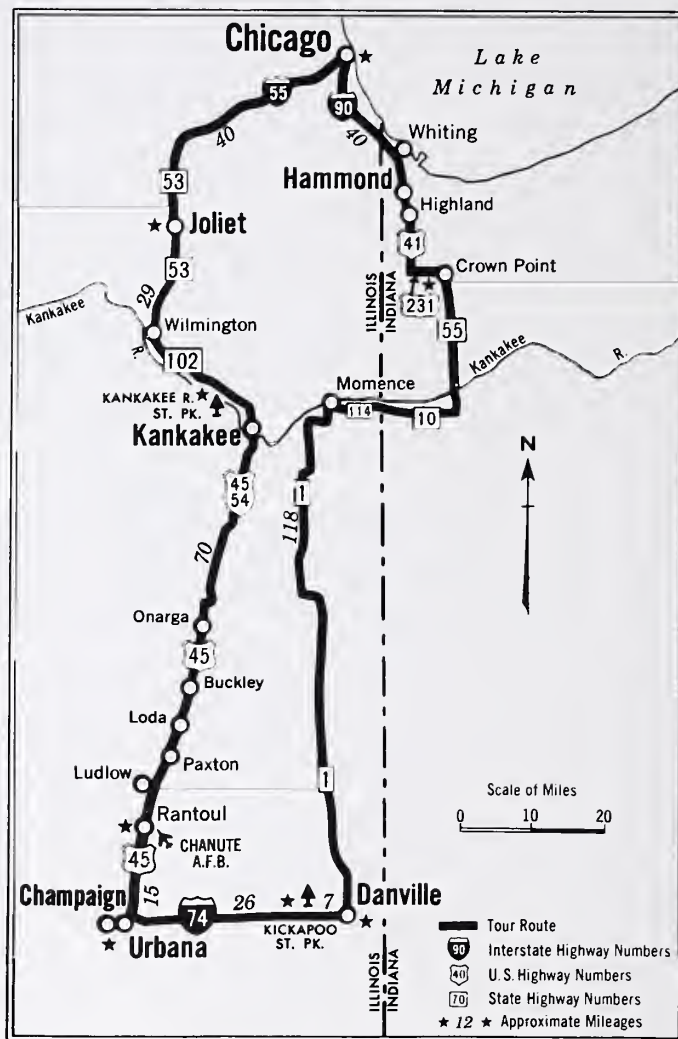 Chicago
Lake
Michigan
55
40
90
40
Whiting
Hammond
53
Highland
Joliet
41
53
Crown Point
231
ILLINOIS
INDIANA
29
55
Kankakee
R.
Wilmington
Kankakee
R.
102
Momence
KANKAKEE R.
ST. PK.
114
10
Kankakee
N
45
54
1
118
70
Onarga
45
Buckley
Loda
Paxton
Ludlow
1
Scale of Miles
0 10 20
Rantoul
CHANUTE
A.F.B.
45
15
Champaign
Urbana
74
26
7
Danville
KICKAPOO
ST. PK.
ILLINOIS
INDIANA
Tour Route
90 Interstate Highway Numbers
40 U.S. Highway Numbers
70 State Highway Numbers
★ 12 ★ Approximate Mileages